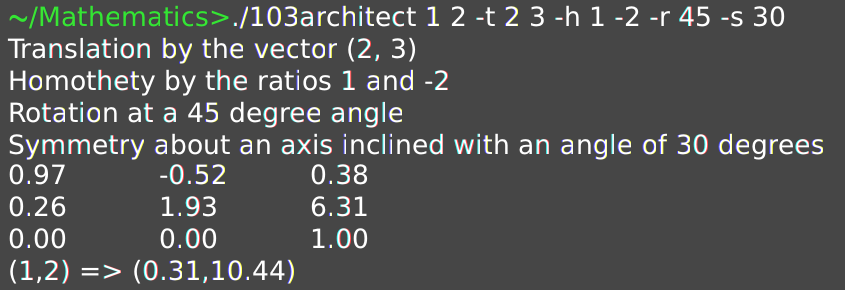 ~/Mathematics>./103architect 1 2 -t 2 3 -h 1 -2 -r 45 -s 30
Translation by the vector (2, 3)
Homothety by the ratios 1 and -2
Rotation at a 45 degree angle
Symmetry about an axis inclined with an angle of 30 degrees
0.97 -0.52 0.38
0.26 1.93 6.31
0.00 0.00 1.00
(1,2) => (0.31,10.44)